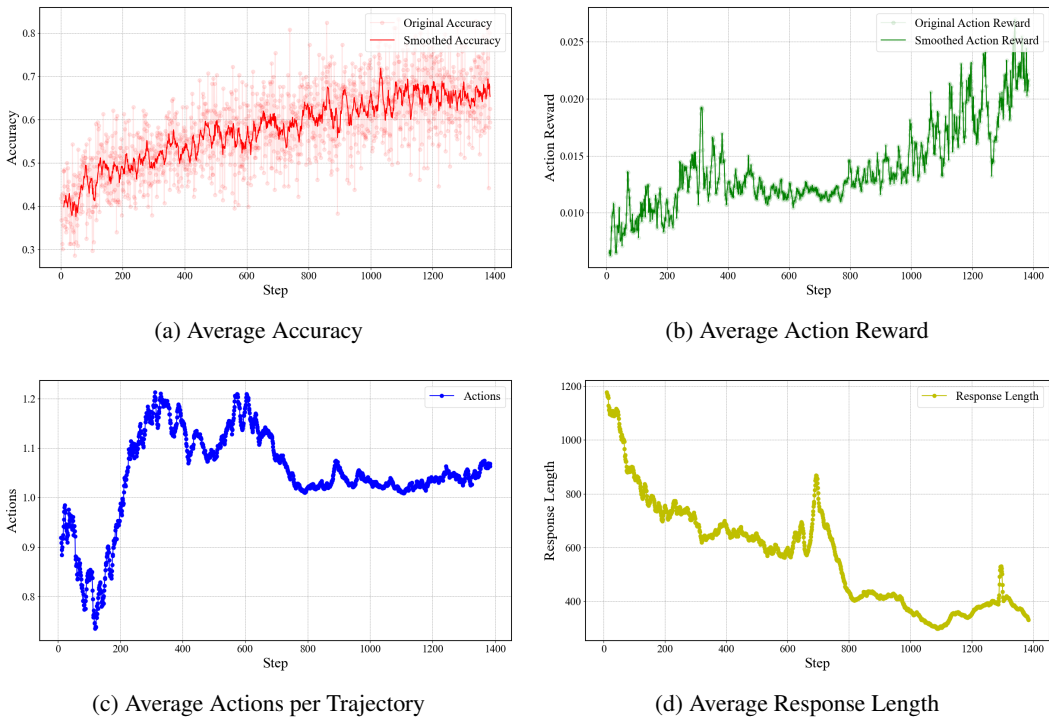 0.8
0.7
0.6
0.5
0.4
0.3
Accuracy
Original Accuracy
Smoothed Accuracy
0 200 400 600 800 1000 1200 1400
Step
(a) Average Accuracy
0.025
0.020
0.015
0.010
Action Reward
Original Action Reward
Smoothed Action Reward
0 200 400 600 800 1000 1200 1400
Step
(b) Average Action Reward
1.2
1.1
1.0
0.9
0.8
Actions
Actions
0 200 400 600 800 1000 1200 1400
Step
(c) Average Actions per Trajectory
1200
1000
800
600
400
Response Length
Response Length
0 200 400 600 800 1000 1200 1400
Step
(d) Average Response Length